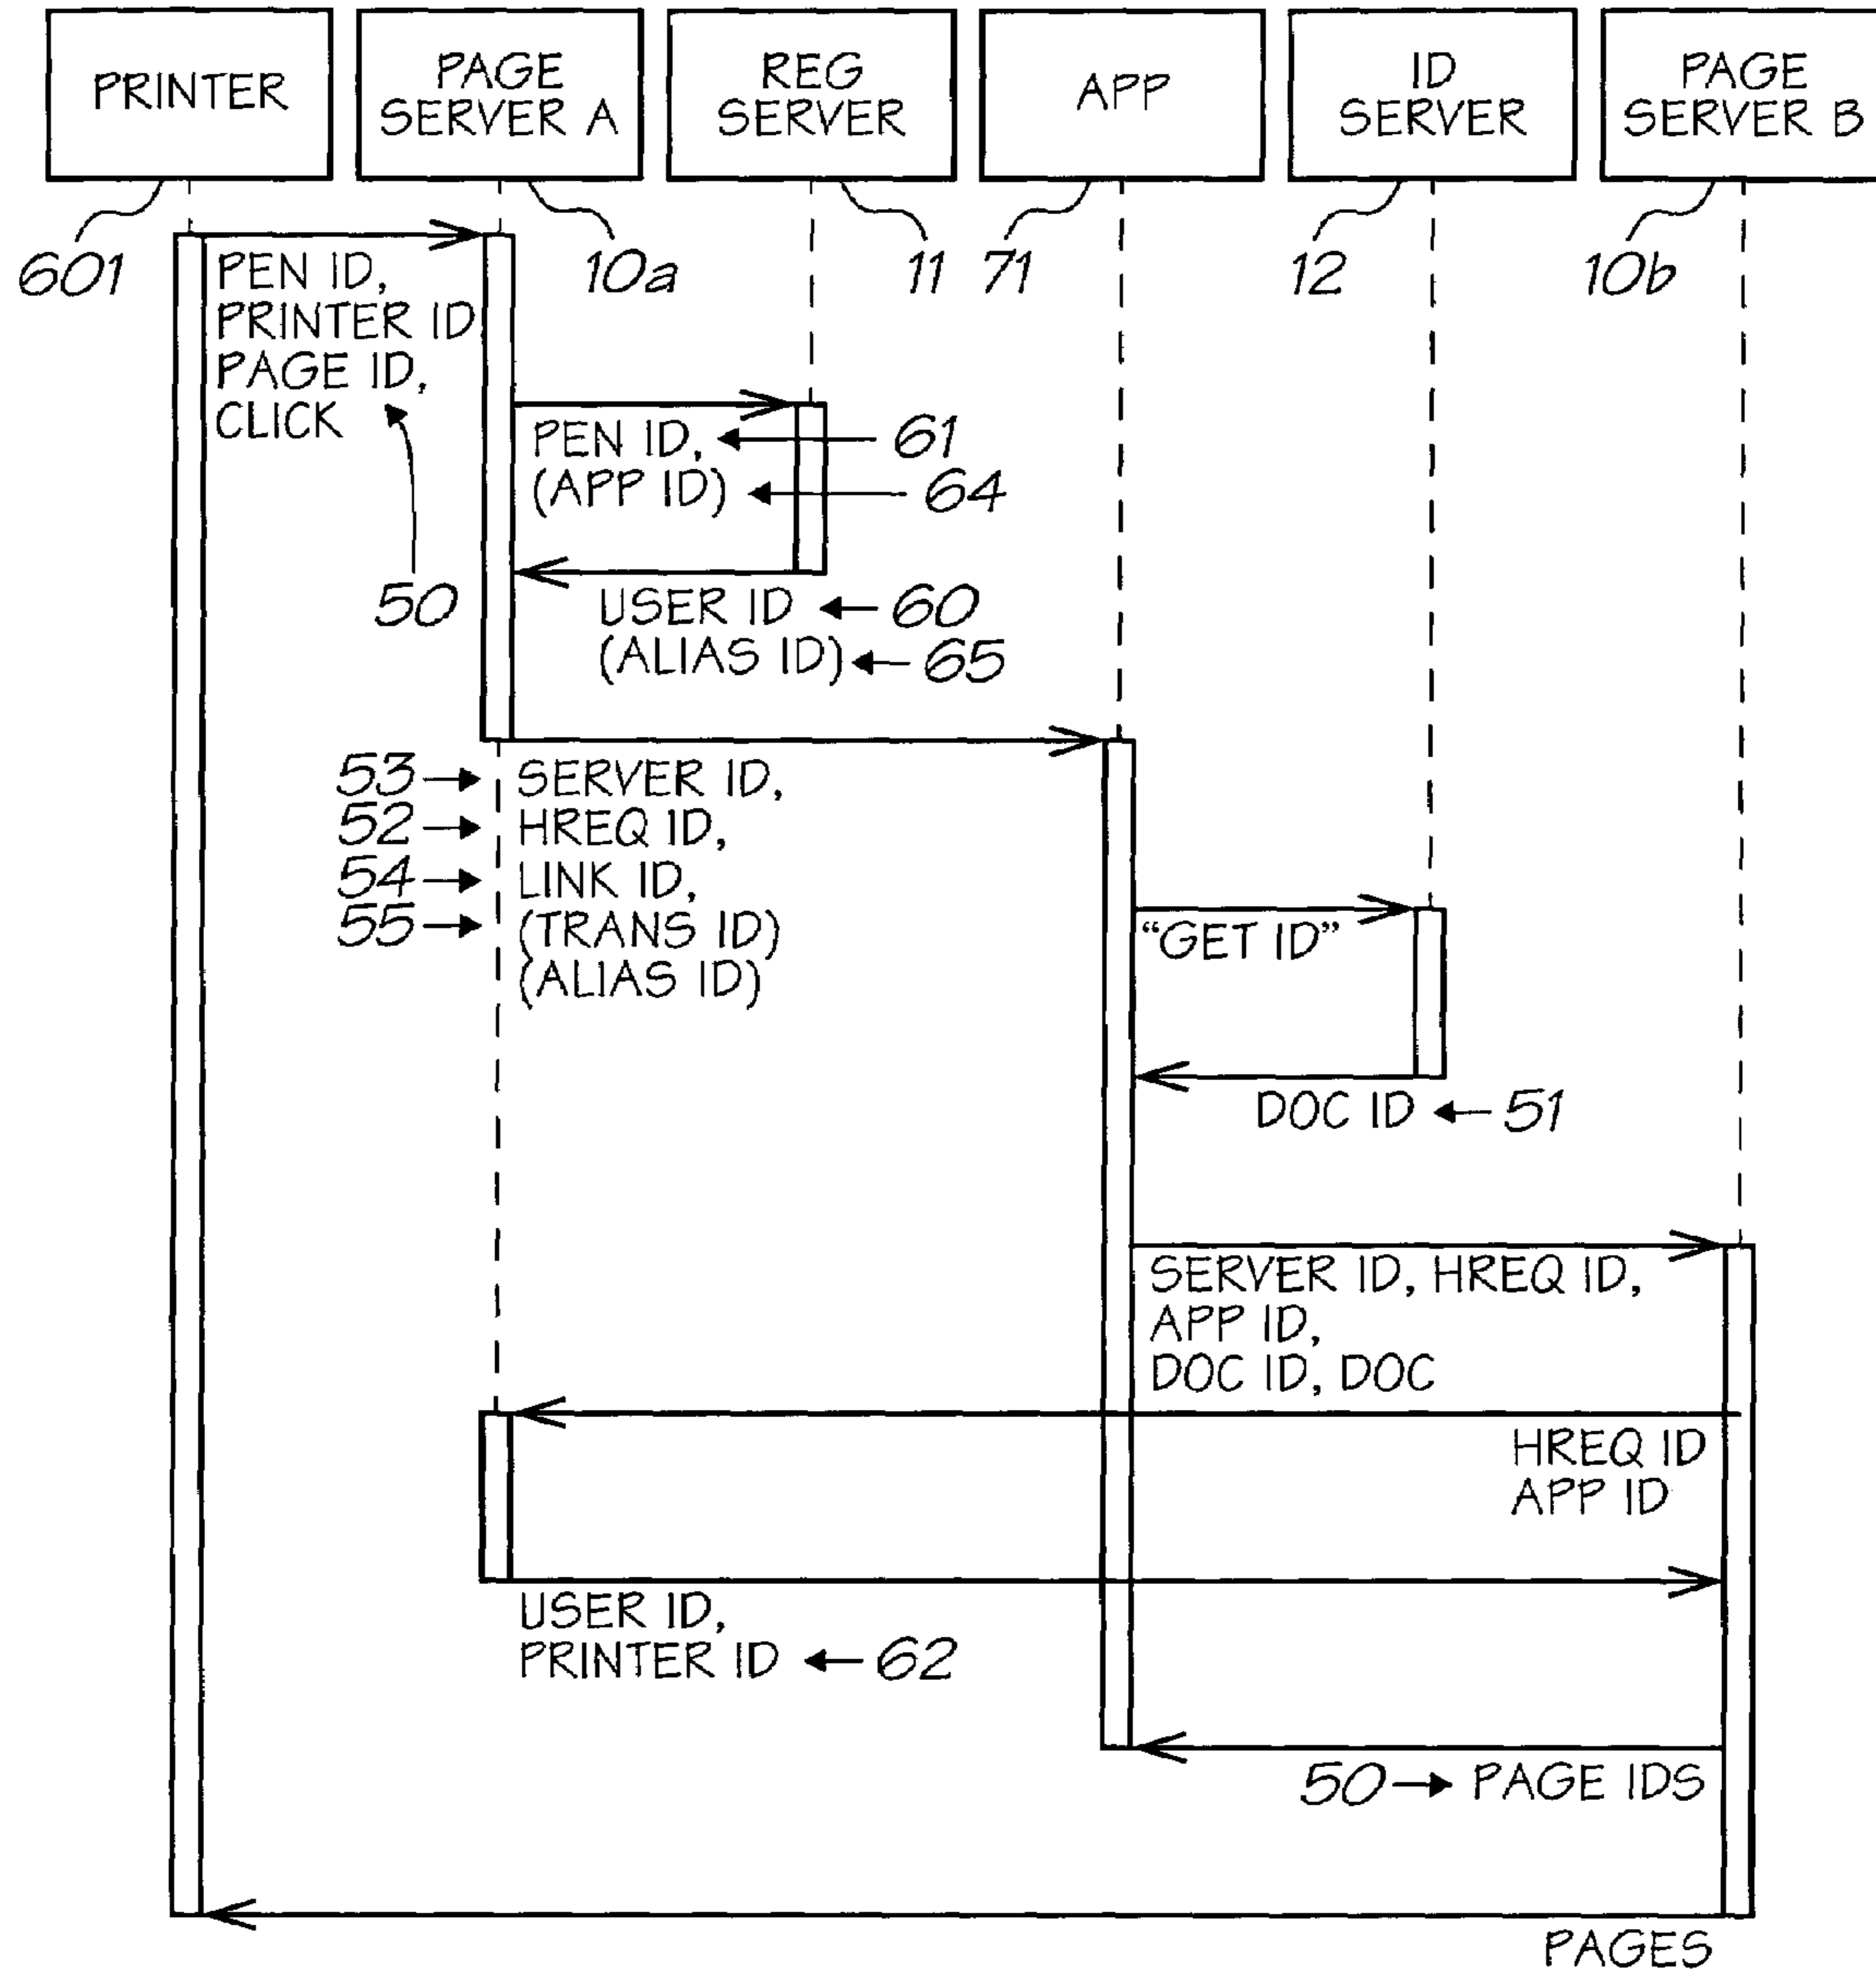 PRINTER
PAGE
SERVER A
REG
SERVER
APP
ID
SERVER
PAGE
SERVER B
601
10a
11
71
12
10b
PEN ID,
PRINTER ID
PAGE ID,
CLICK
50
PEN ID,
61
(APP ID)
64
USER ID
60
(ALIAS ID)
65
53
SERVER ID,
52
HREQ ID,
54
LINK ID,
55
(TRANS ID)
(ALIAS ID)
“GET ID”
DOC ID
51
SERVER ID, HREQ ID,
APP ID,
DOC ID, DOC
HREQ ID
APP ID
USER ID,
PRINTER ID
62
50
PAGE IDS
PAGES